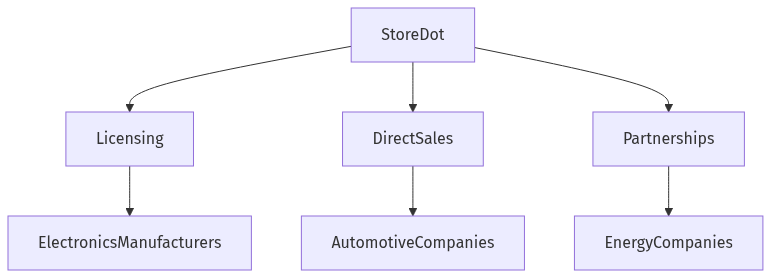 StoreDot
Licensing
DirectSales
Partnerships
ElectronicsManufacturers
AutomotiveCompanies
EnergyCompanies